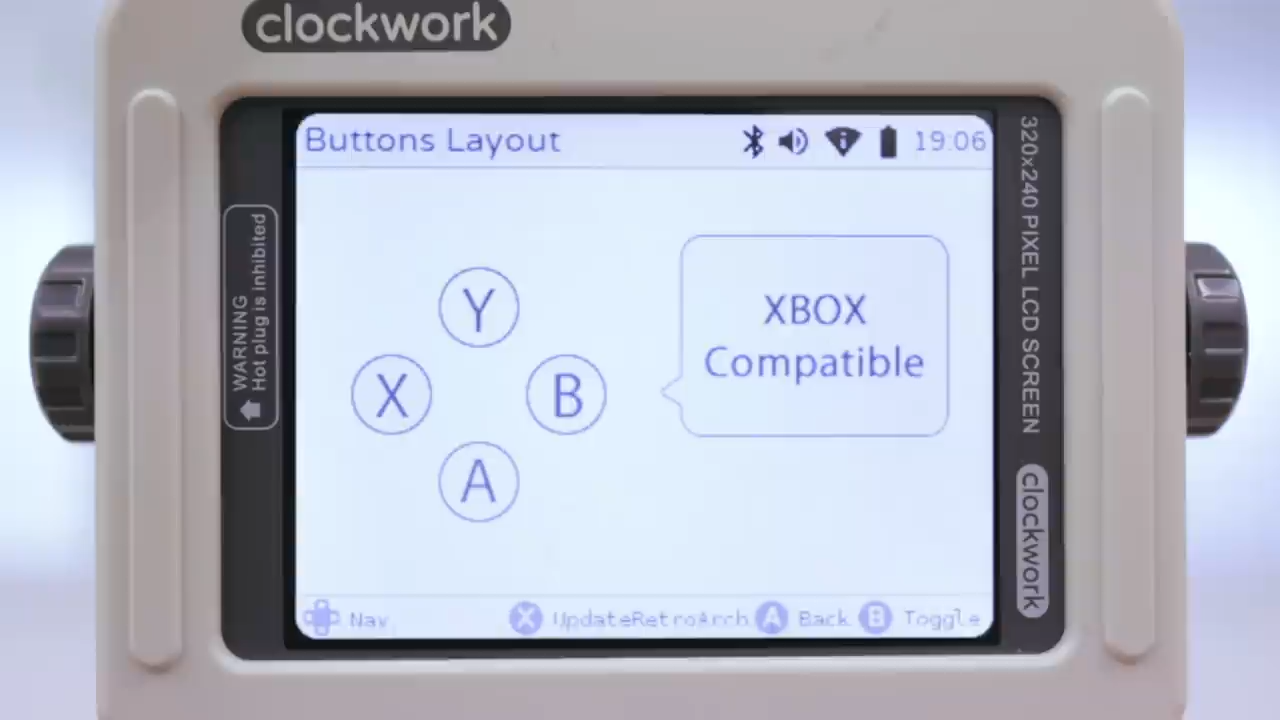 clockwork
Buttons Layout
19:06
Y
X
B
A
XBOX
Compatible
Nav
X UpdateRetroArch A Back B Toggle
WARNING
Hot plug is inhibited
320x240 PIXEL LCD SCREEN
clockwork